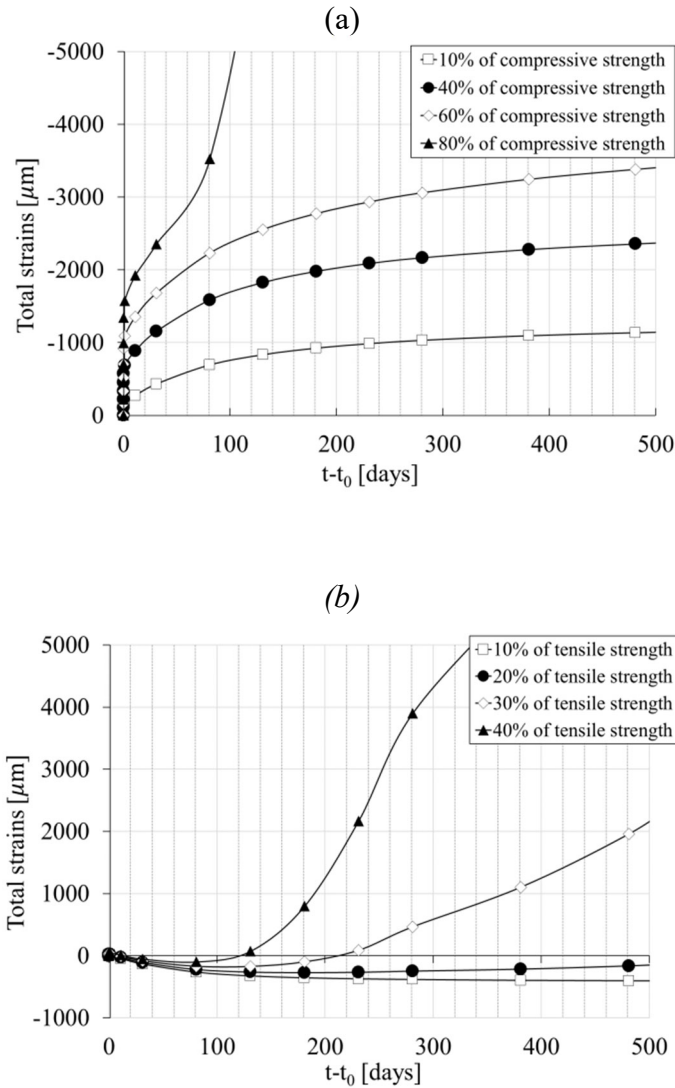 (a)
-5000
-4000
-3000
-2000
-1000
0
Total strains [μm]
10% of compressive strength
40% of compressive strength
60% of compressive strength
80% of compressive strength
0 100 200 300 400 500
t-t₀ [days]
(b)
5000
4000
3000
2000
1000
0
-1000
Total strains [μm]
10% of tensile strength
20% of tensile strength
30% of tensile strength
40% of tensile strength
0 100 200 300 400 500
t-t₀ [days]